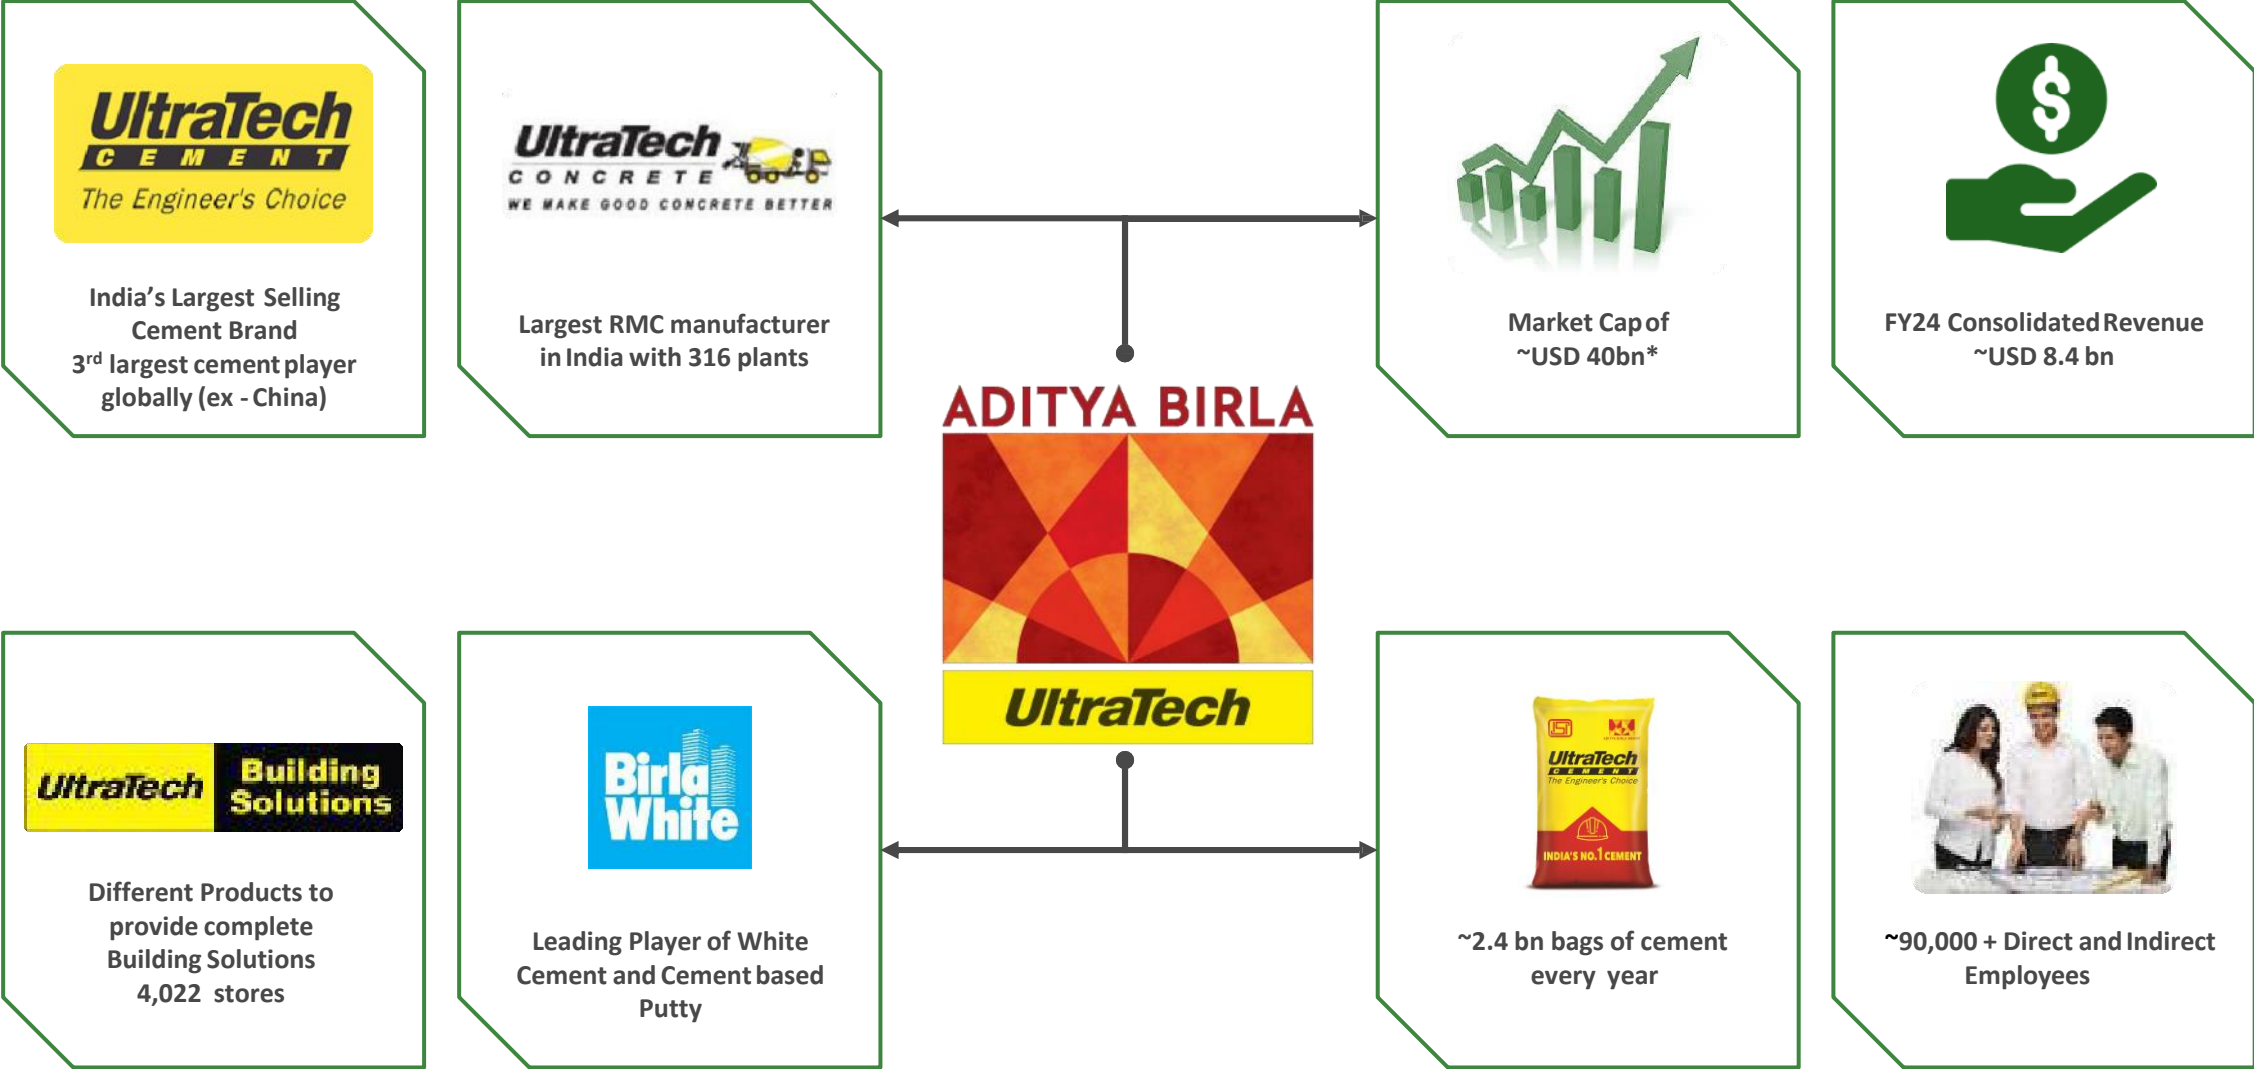 UltraTech
CEMENT
The Engineer's Choice
India's Largest Selling
Cement Brand
3rd largest cement player
globally (ex - China)
UltraTech
CONCRETE
WE MAKE GOOD CONCRETE BETTER
Largest RMC manufacturer
in India with 316 plants
Market Cap of
~USD 40bn*
$
FY24 Consolidated Revenue
~USD 8.4 bn
ADITYA BIRLA
UltraTech
UltraTech
Building
Solutions
Different Products to
provide complete
Building Solutions
4,022 stores
Birla
White
Leading Player of White
Cement and Cement based
Putty
UltraTech
CEMENT
The Engineer's Choice
INDIA'S NO.1 CEMENT
~2.4 bn bags of cement
every year
~90,000 + Direct and Indirect
Employees